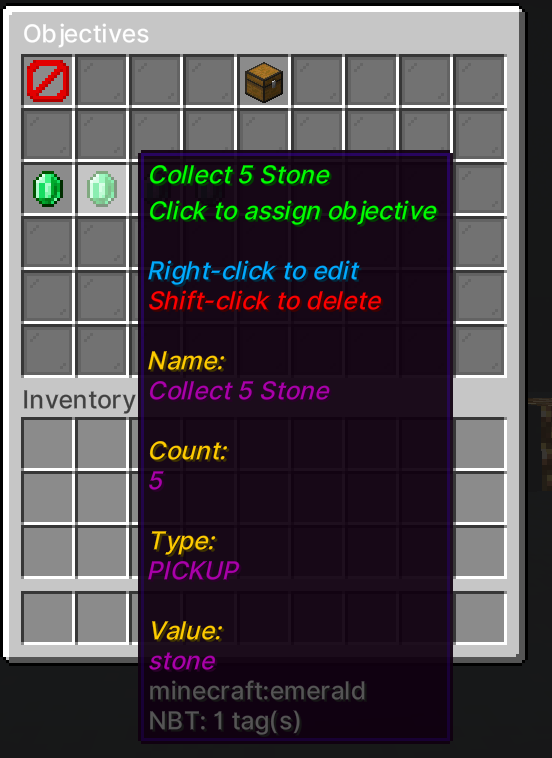 Objectives
Collect 5 Stone
Click to assign objective
Right-click to edit
Shift-click to delete
Inventory
Name:
Collect 5 Stone
Count:
5
Type:
PICKUP
Value:
stone
minecraft:emerald
NBT: 1 tag(s)